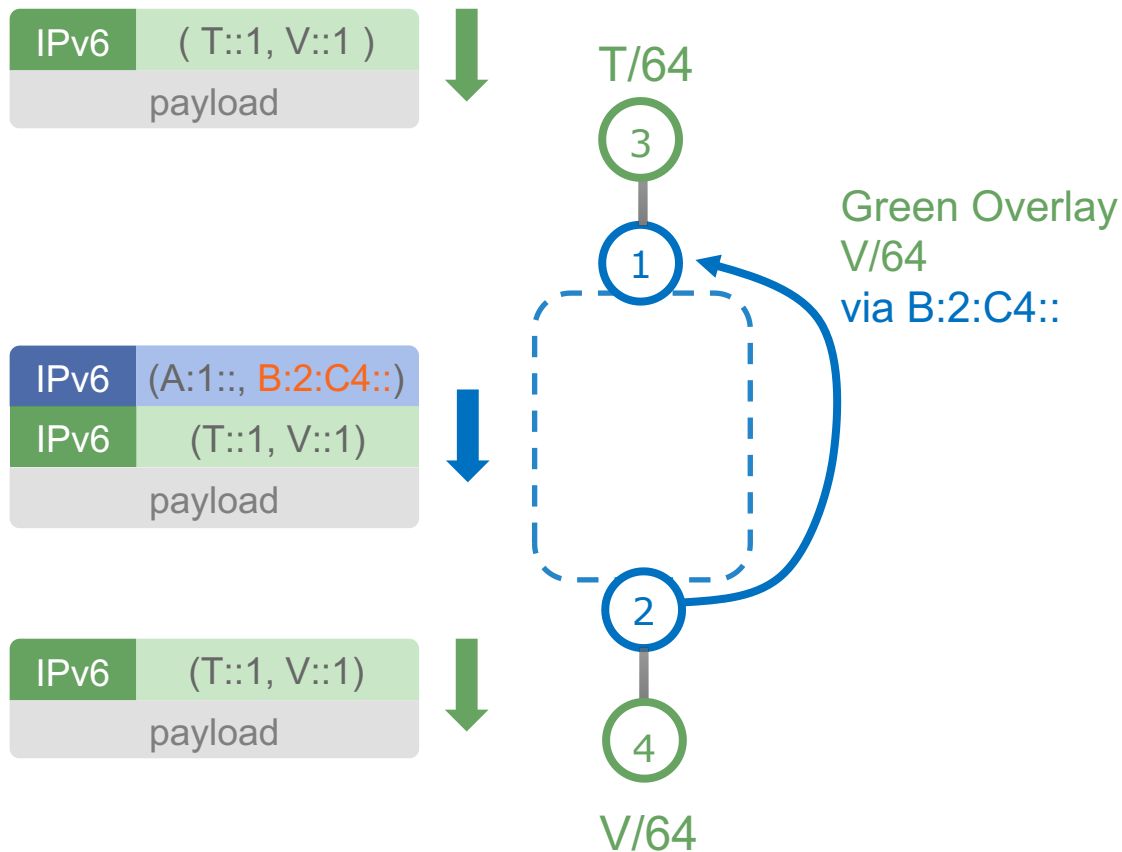 IPv6 ( T::1, V::1 )
payload
T/64
3
1
Green Overlay
V/64
via B:2:C4::
IPv6 (A:1::, B:2:C4::)
IPv6 (T::1, V::1)
payload
2
IPv6 (T::1, V::1)
payload
4
V/64